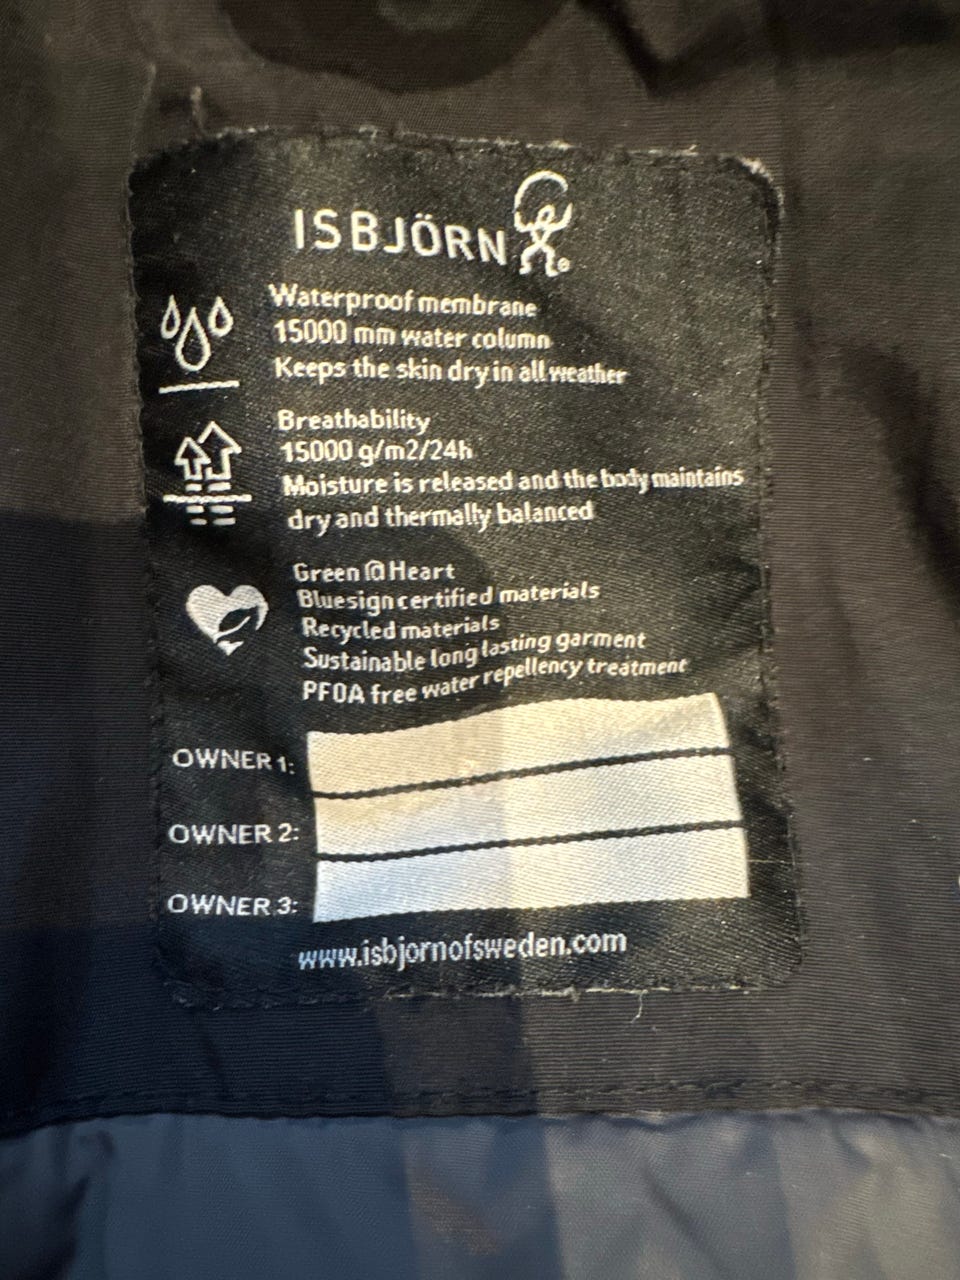 ISBJÖRN®
Waterproof membrane
15000 mm water column
Keeps the skin dry in all weather
Breathability
15000 g/m2/24h
Moisture is released and the body maintains
dry and thermally balanced
Green @ Heart
Bluesign certified materials
Recycled materials
Sustainable long lasting garment
PFOA free water repellency treatment
OWNER 1:
OWNER 2:
OWNER 3:
www.isbjornofsweden.com